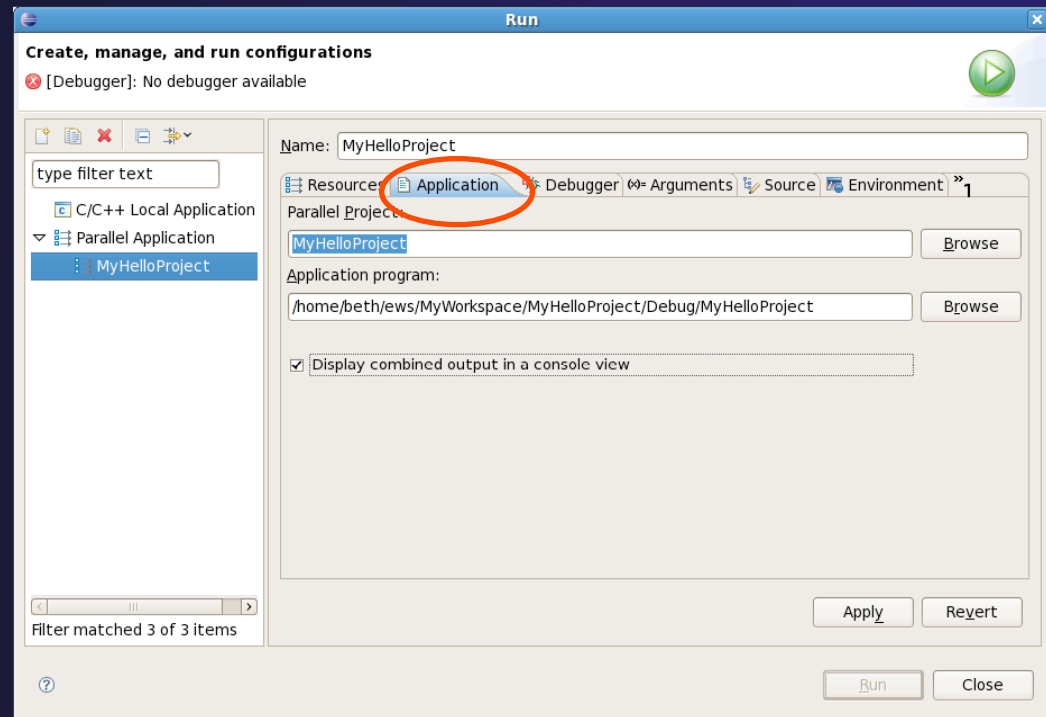 Run
Create, manage, and run configurations
[Debugger]: No debugger available
type filter text
C/C++ Local Application
Parallel Application
MyHelloProject
Filter matched 3 of 3 items
Name: MyHelloProject
Resources Application Debugger (x)= Arguments Source Environment »1
Parallel Project:
MyHelloProject Browse
Application program:
/home/beth/ews/MyWorkspace/MyHelloProject/Debug/MyHelloProject Browse
Display combined output in a console view
Apply Revert
Run Close